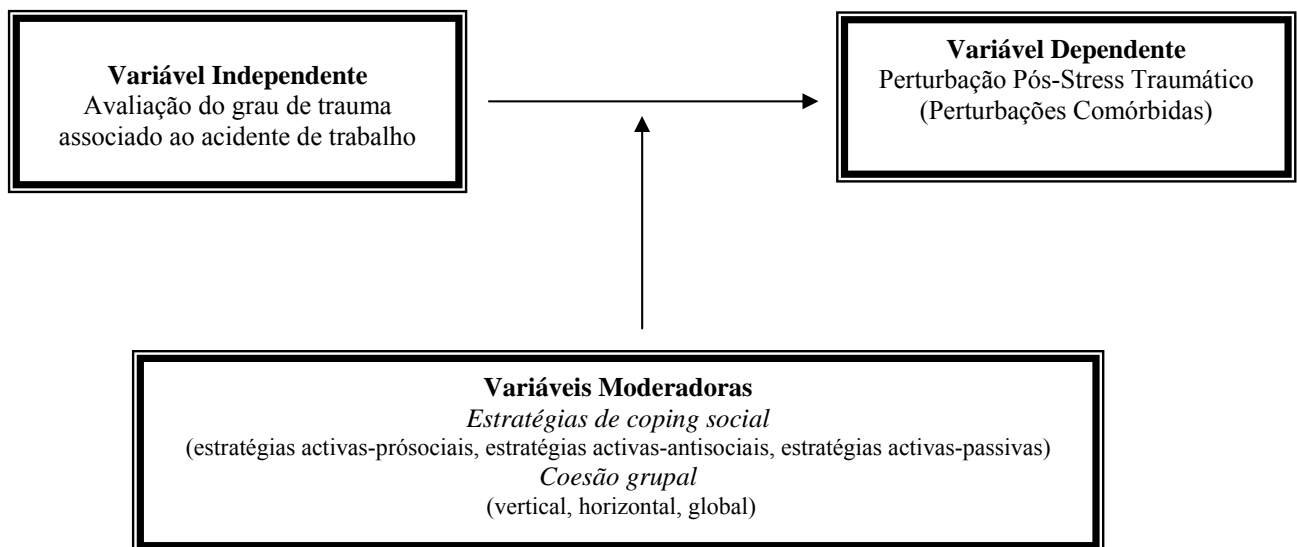 Variável Independente
Avaliação do grau de trauma
associado ao acidente de trabalho
Variável Dependente
Perturbação Pós-Stress Traumático
(Perturbações Comórbidas)
Variáveis Moderadoras
Estratégias de coping social
(estratégias activas-prósociais, estratégias activas-antisociais, estratégias activas-passivas)
Coesão grupal
(vertical, horizontal, global)